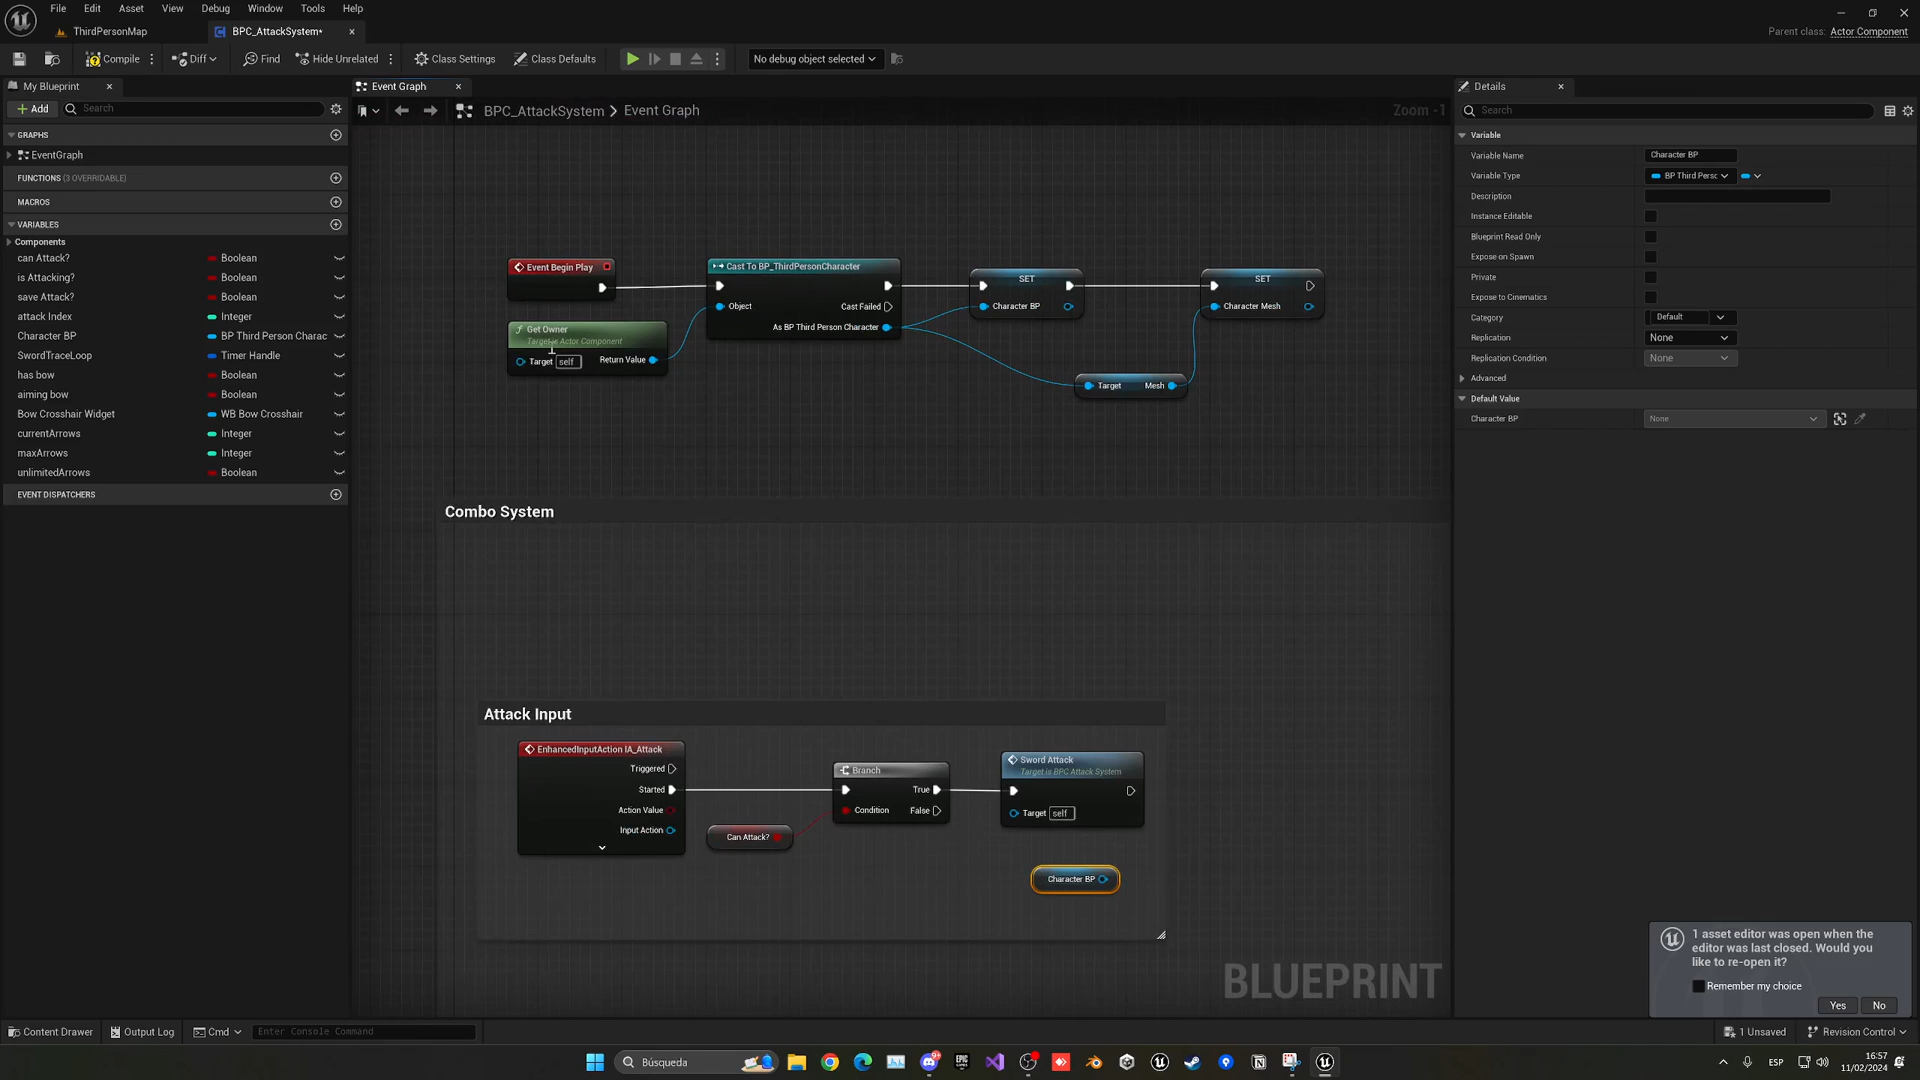 File Edit Asset View Debug Window Tools Help
ThirdPersonMap
BPC_AttackSystem*
Parent class: Actor Component
Compile
Diff
Find
Hide Unrelated
Class Settings
Class Defaults
No debug object selected
My Blueprint
Event Graph
Details
Add
Search
BPC_AttackSystem > Event Graph
Zoom -1
Search
GRAPHS
EventGraph
FUNCTIONS (3 OVERRIDABLE)
MACROS
VARIABLES
Components
can Attack? Boolean
is Attacking? Boolean
save Attack? Boolean
attack Index Integer
Character BP BP Third Person Charac
SwordTraceLoop Timer Handle
has bow Boolean
aiming bow Boolean
Bow Crosshair Widget WB Bow Crosshair
currentArrows Integer
maxArrows Integer
unlimitedArrows Boolean
EVENT DISPATCHERS
Event Begin Play
Get Owner
Target is Actor Component
Target self Return Value
Cast To BP_ThirdPersonCharacter
Object
Cast Failed
As BP Third Person Character
SET
Character BP
SET
Character Mesh
Target Mesh
Combo System
Attack Input
EnhancedInputAction IA_Attack
Triggered
Started
Action Value
Input Action
Can Attack?
Branch
True
Condition False
Sword Attack
Target is BPC Attack System
Target self
Character BP
BLUEPRINT
Variable
Variable Name Character BP
Variable Type BP Third Persc
Description
Instance Editable
Blueprint Read Only
Expose on Spawn
Private
Expose to Cinematics
Category Default
Replication None
Replication Condition None
Advanced
Default Value
Character BP None
1 asset editor was open when the
editor was last closed. Would you
like to re-open it?
Remember my choice
Yes No
Content Drawer
Output Log
Cmd
Enter Console Command
1 Unsaved
Revision Control
Búsqueda
ESP
16:57
11/02/2024